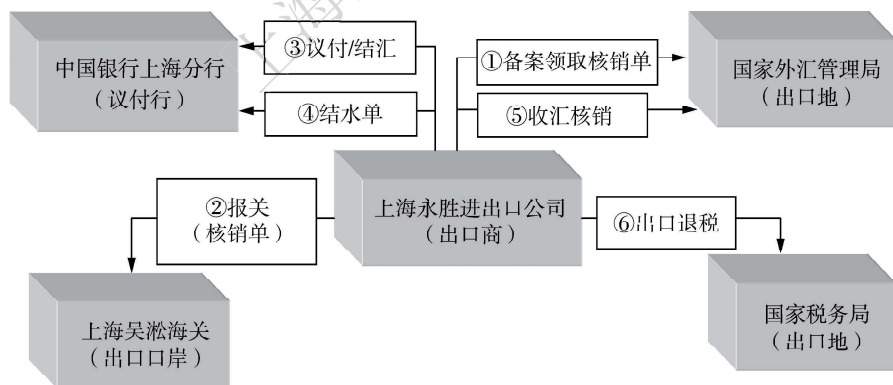 中国银行上海分行
（议付行）
③议付/结汇
④结水单
①备案领取核销单
⑤收汇核销
国家外汇管理局
（出口地）
②报关
（核销单）
上海永胜进出口公司
（出口商）
⑥出口退税
上海吴淞海关
（出口口岸）
国家税务局
（出口地）
上海